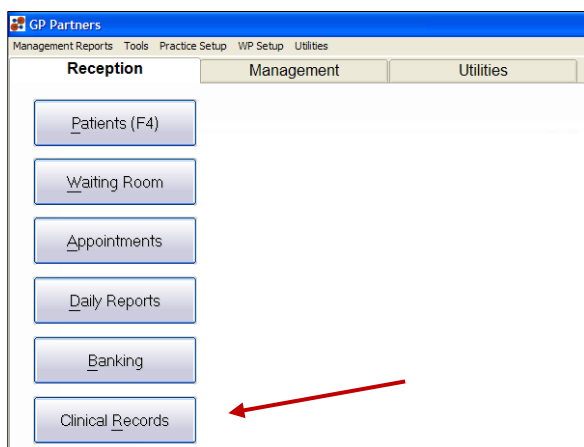 GP Partners
Management Reports Tools Practice Setup WP Setup Utilities
Reception Management Utilities
Patients (F4)
Waiting Room
Appointments
Daily Reports
Banking
Clinical Records